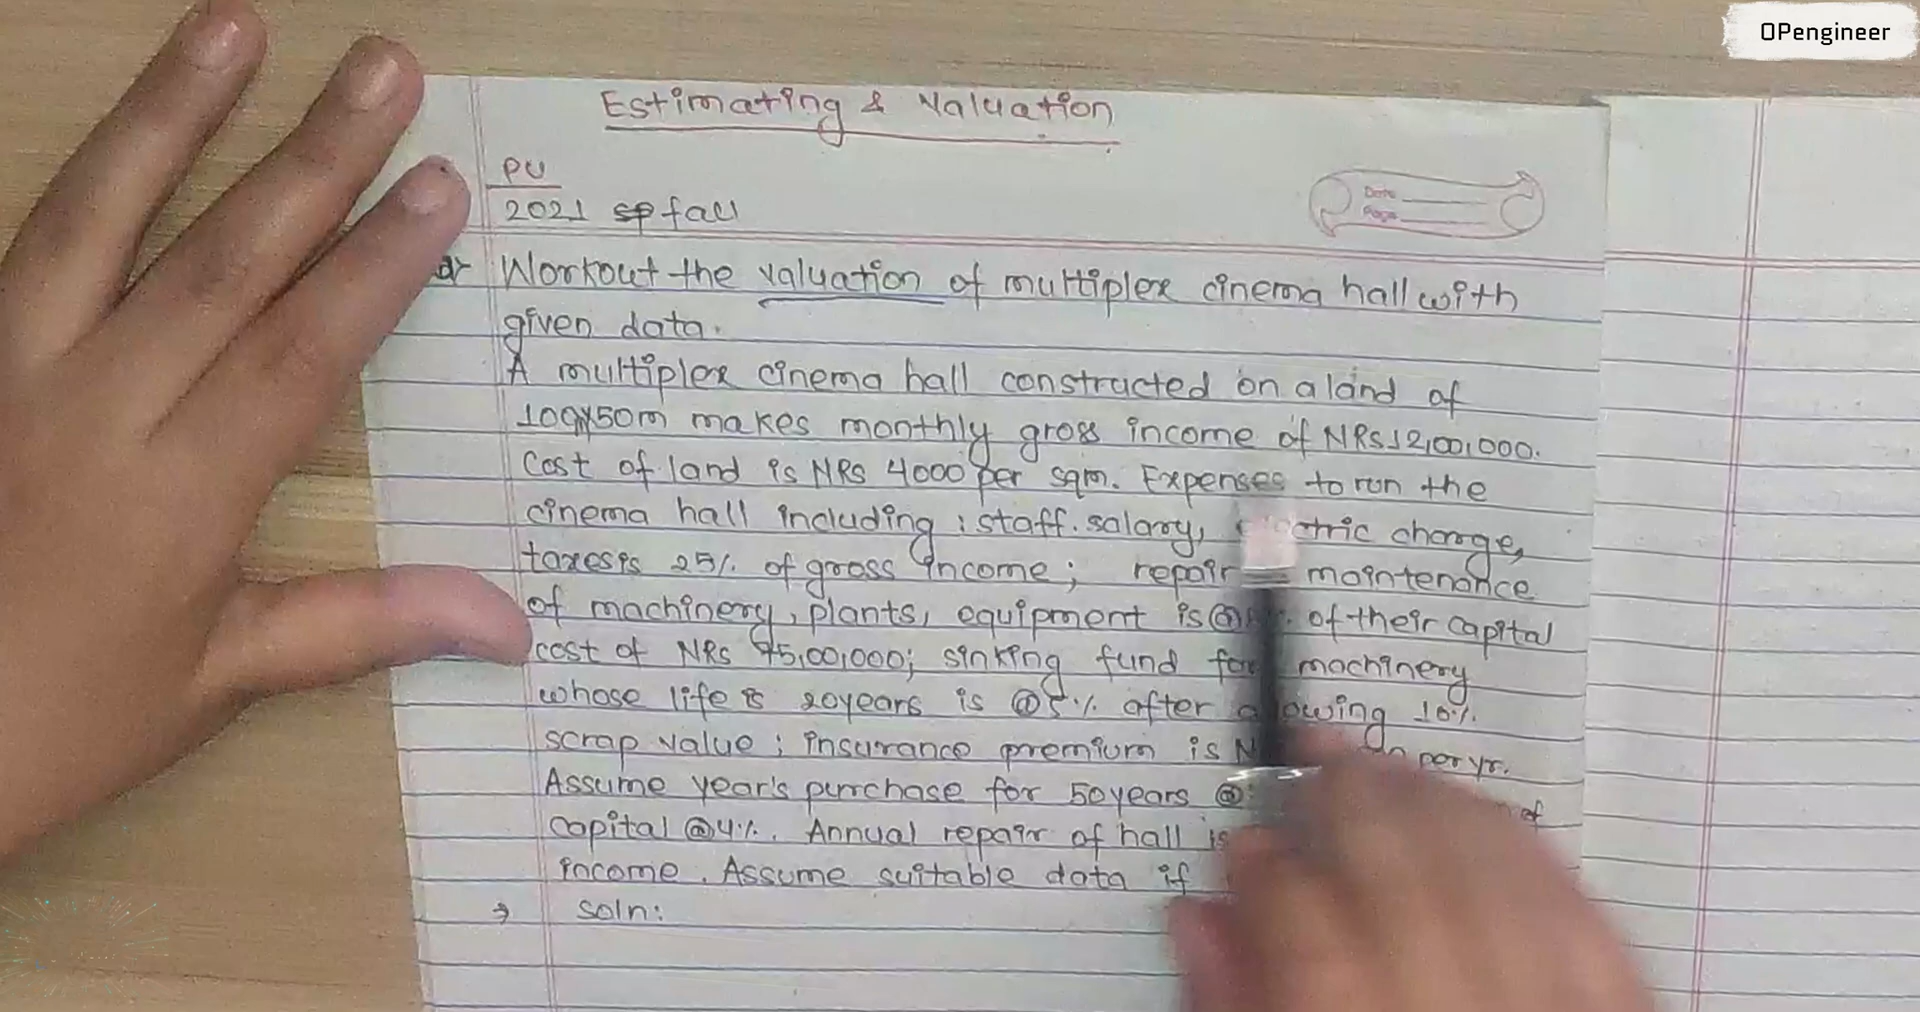 OPengineer
Estimating & Valuation
PU
2021 sp fall
Date
Page
Q> Workout the valuation of multiplex cinema hall with
given data.
A multiplex cinema hall constructed on a land of
100x50m makes monthly gross income of NRs 12,00,000.
Cost of land is NRs 4000 per sqm. Expenses to run the
cinema hall including : staff. salary, charge,
taxes is 25% of gross income ; repair maintenance
of machinery, plants, equipment is @ of their capital
cost of NRs 75,00,000; sinking fund for machinery
whose life is 20years is @5% after allowing 10%
scrap value ; insurance premium is per yr.
Assume year's purchase for 50years @ of
capital @4%. Annual repair of hall is
income. Assume suitable data if
→ soln: